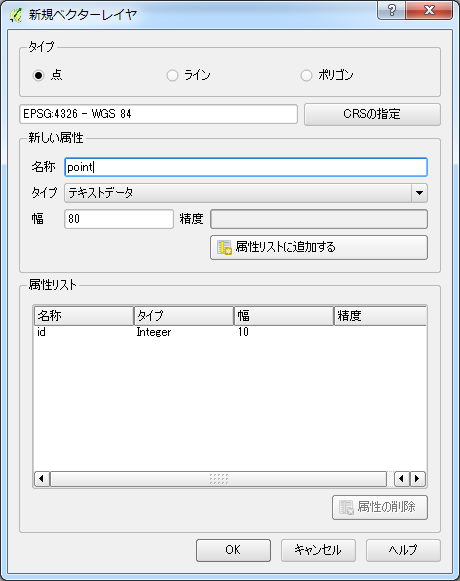 新規ベクターレイヤ
タイプ
点 ライン ポリゴン
EPSG:4326 - WGS 84 CRSの指定
新しい属性
名称 point
タイプ テキストデータ
幅 80 精度
属性リストに追加する
属性リスト
名称 タイプ 幅 精度
id Integer 10
属性の削除
OK キャンセル ヘルプ